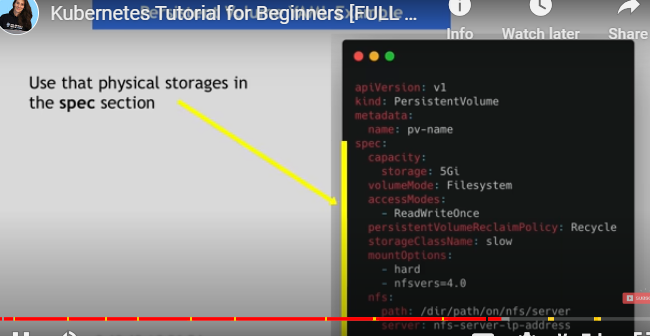 Kubernetes Tutorial for Beginners [FULL ...
Info
Watch later
Share
Use that physical storages in
the spec section
apiVersion: v1
kind: PersistentVolume
metadata:
name: pv-name
spec:
capacity:
storage: 5Gi
volumeMode: Filesystem
accessModes:
- ReadWriteOnce
persistentVolumeReclaimPolicy: Recycle
storageClassName: slow
mountOptions:
- hard
- nfsvers=4.0
nfs:
path: /dir/path/on/nfs/server
server: nfs-server-ip-address